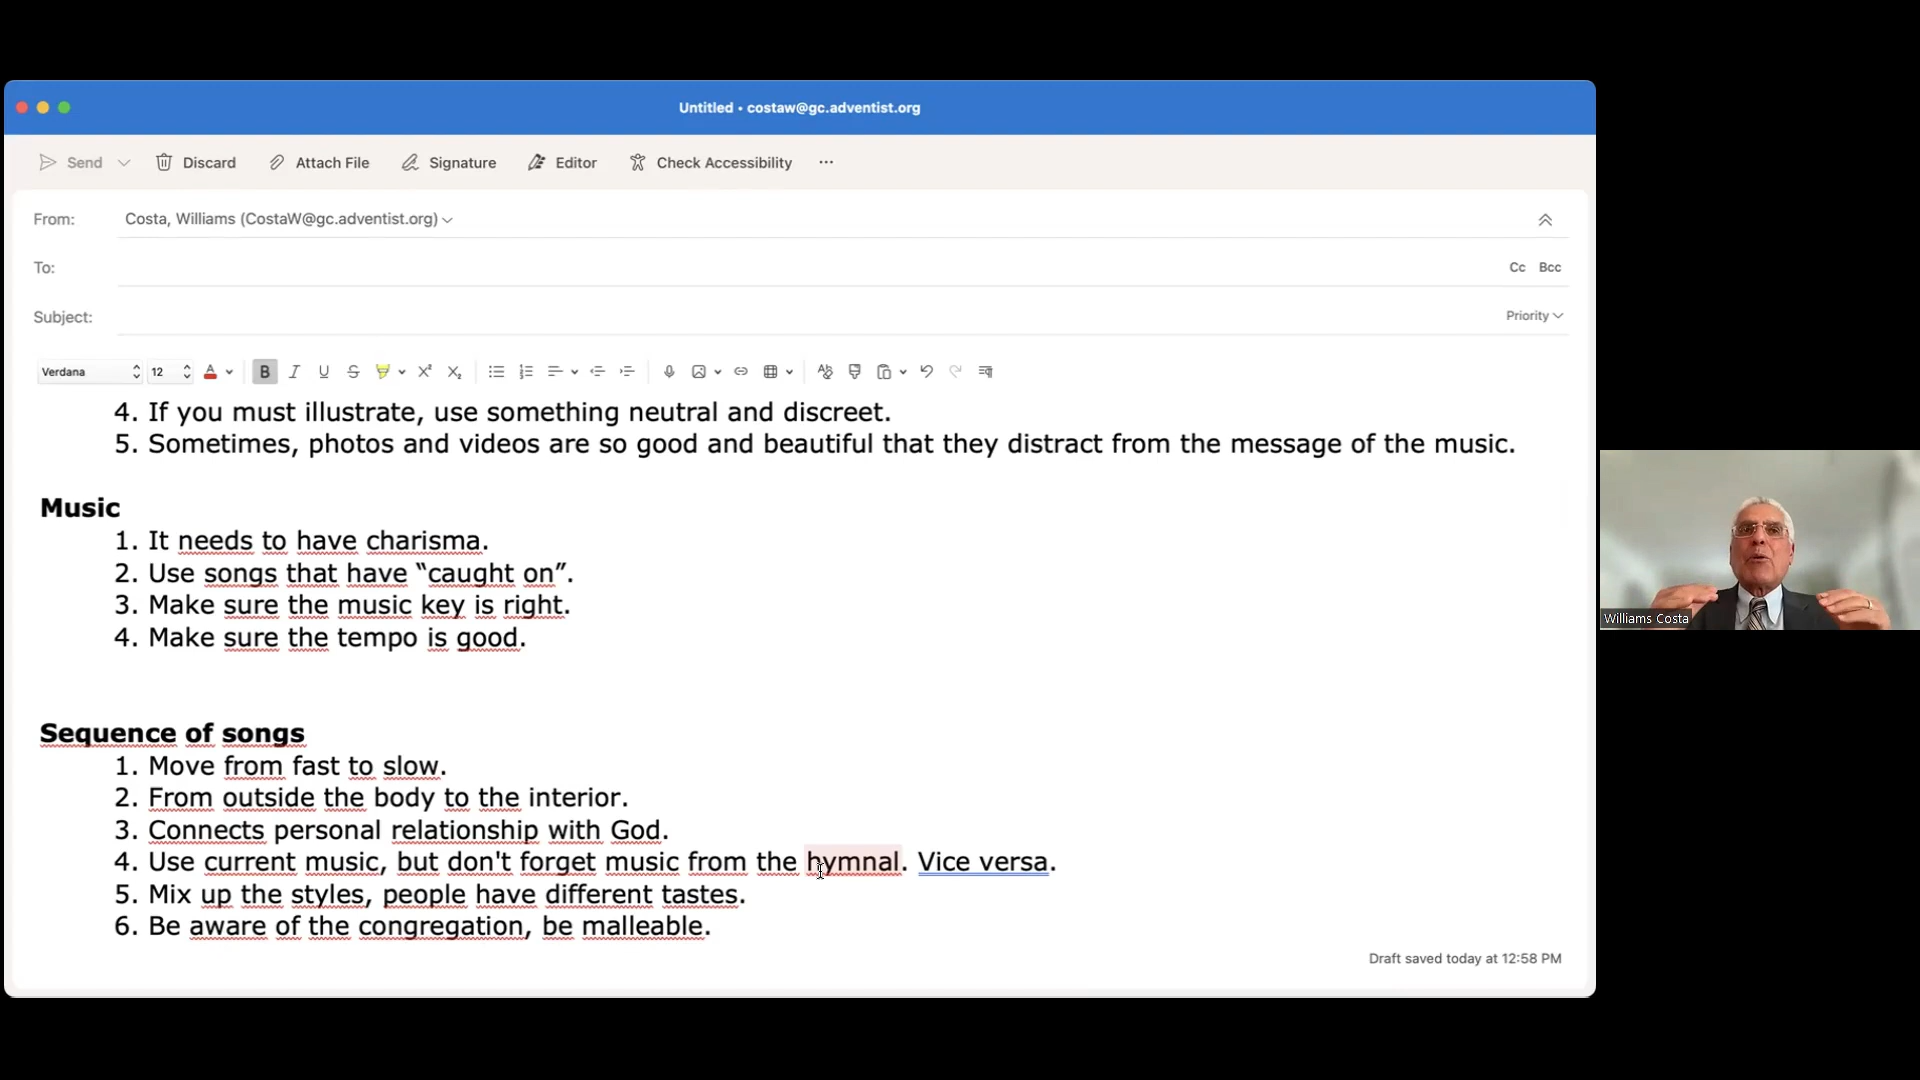 Untitled • costaw@gc.adventist.org
Send Discard Attach File Signature Editor Check Accessibility ...
From: Costa, Williams (CostaW@gc.adventist.org)
To: Cc Bcc
Subject: Priority
Verdana 12 A B I U S X² X₂
4. If you must illustrate, use something neutral and discreet.
5. Sometimes, photos and videos are so good and beautiful that they distract from the message of the music.
Music
1. It needs to have charisma.
2. Use songs that have “caught on”.
3. Make sure the music key is right.
4. Make sure the tempo is good.
Sequence of songs
1. Move from fast to slow.
2. From outside the body to the interior.
3. Connects personal relationship with God.
4. Use current music, but don't forget music from the hymnal. Vice versa.
5. Mix up the styles, people have different tastes.
6. Be aware of the congregation, be malleable.
Draft saved today at 12:58 PM
Williams Costa